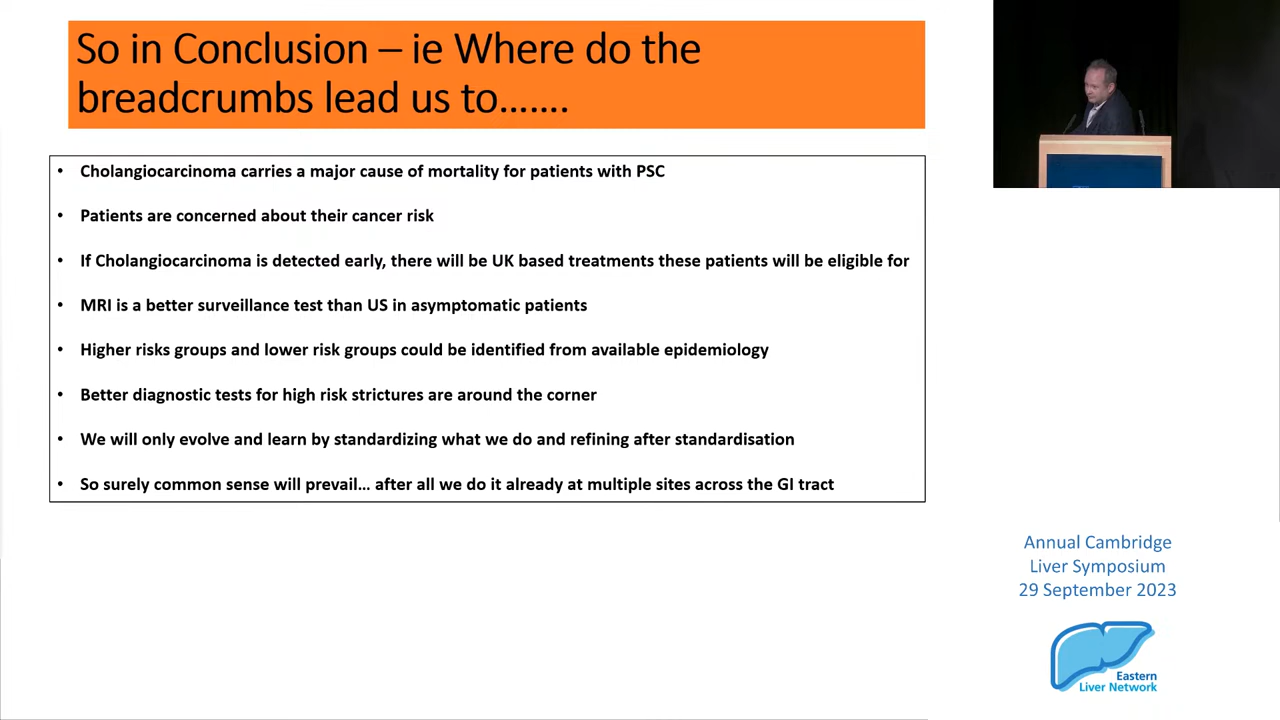 So in Conclusion – ie Where do the
breadcrumbs lead us to.......
• Cholangiocarcinoma carries a major cause of mortality for patients with PSC
• Patients are concerned about their cancer risk
• If Cholangiocarcinoma is detected early, there will be UK based treatments these patients will be eligible for
• MRI is a better surveillance test than US in asymptomatic patients
• Higher risks groups and lower risk groups could be identified from available epidemiology
• Better diagnostic tests for high risk strictures are around the corner
• We will only evolve and learn by standardizing what we do and refining after standardisation
• So surely common sense will prevail... after all we do it already at multiple sites across the GI tract
Annual Cambridge
Liver Symposium
29 September 2023
Eastern
Liver Network